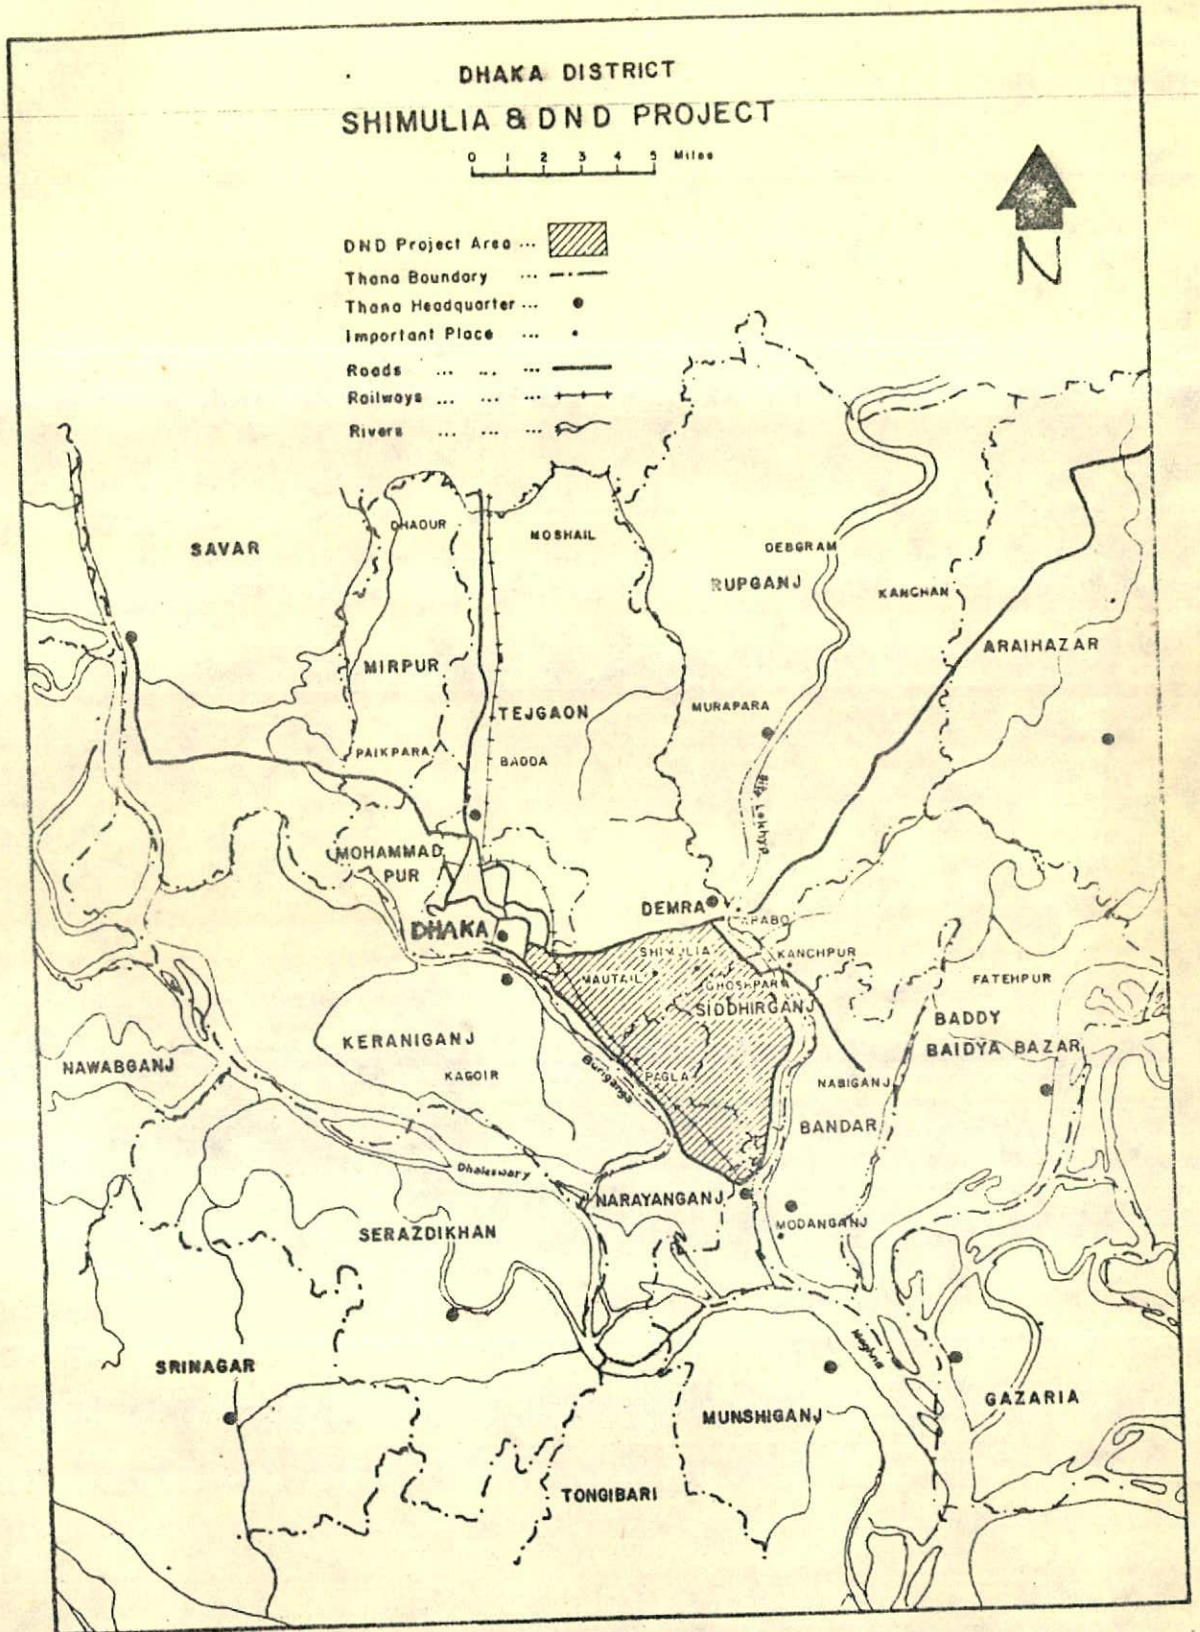 DHAKA DISTRICT
SHIMULIA & DND PROJECT
0 1 2 3 4 5 Miles
N
DND Project Area ...
Thana Boundary ...
Thana Headquarter ...
Important Place ...
Roads ... ... ...
Railways ... ... ...
Rivers ... ... ...
DHAOUR
MOSHAIL
SAVAR
DEBGRAM
RUPGANJ
KANCHAN
ARAIHAZAR
MIRPUR
TEJGAON
MURAPARA
PAIKPARA
BADDA
MOHAMMAD
PUR
DEMRA
DHAKA
SHIMULIA
KANCHPUR
MAUTAIL
FATEHPUR
SIDDHIRGANJ
BADDY
KERANIGANJ
BAIDYA BAZAR
NAWABGANJ
KAGOIR
Buriganga
PAGLA
NABIGANJ
BANDAR
Dhaleswary
NARAYANGANJ
MODANGANJ
SERAZDIKHAN
Meghna
SRINAGAR
GAZARIA
MUNSHIGANJ
TONGIBARI